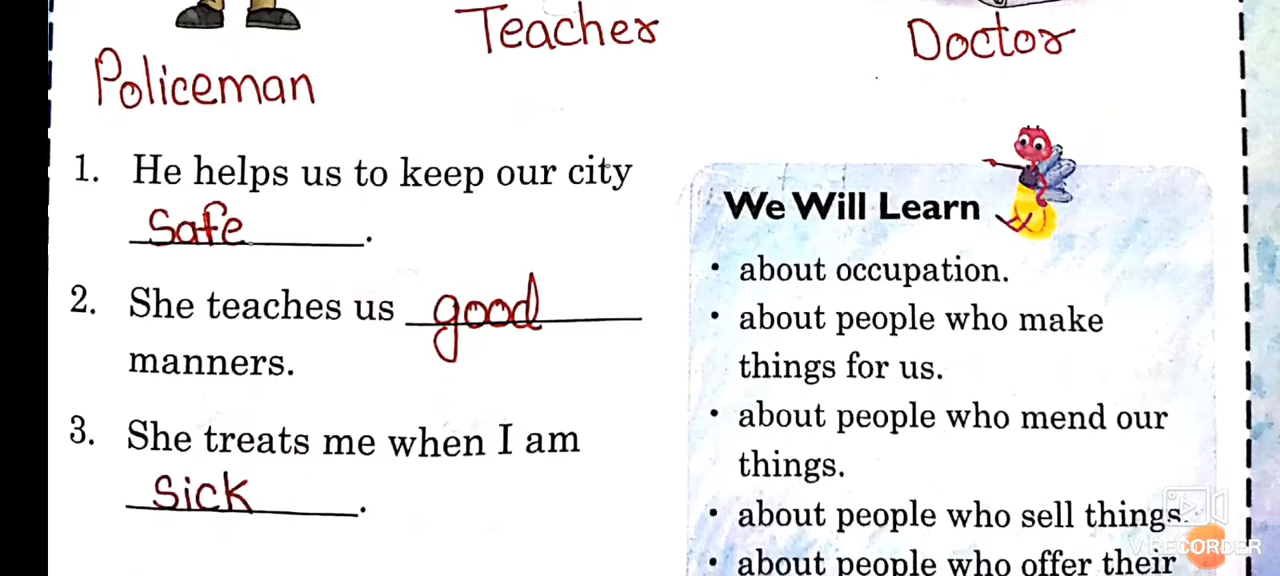 Teacher
Doctor
Policeman
1. He helps us to keep our city
Safe.
2. She teaches us good
manners.
3. She treats me when I am
Sick.
We Will Learn
• about occupation.
• about people who make
things for us.
• about people who mend our
things.
• about people who sell things.
• about people who offer their
V RECORDER